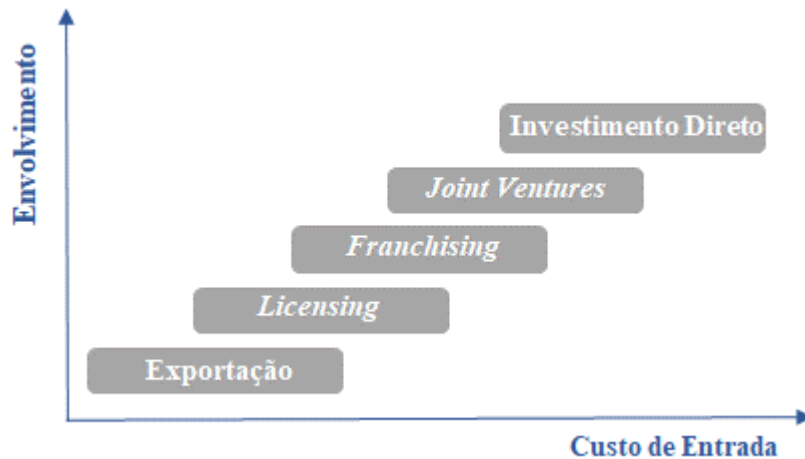 Envolvimento
Investimento Direto
Joint Ventures
Franchising
Licensing
Exportação
Custo de Entrada